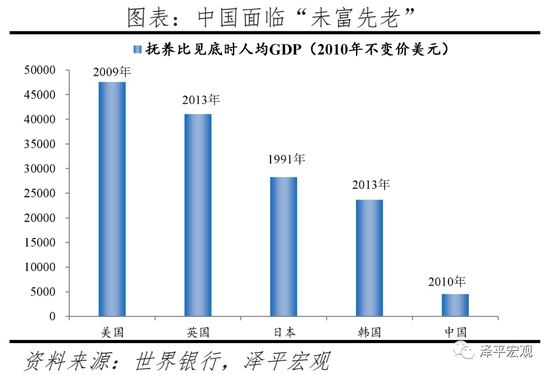 图表：中国面临“未富先老”
抚养比见底时人均GDP（2010年不变价美元）
50000
45000
40000
35000
30000
25000
20000
15000
10000
5000
0
2009年
2013年
1991年
2013年
2010年
美国
英国
日本
韩国
中国
泽平宏观
资料来源：世界银行，泽平宏观